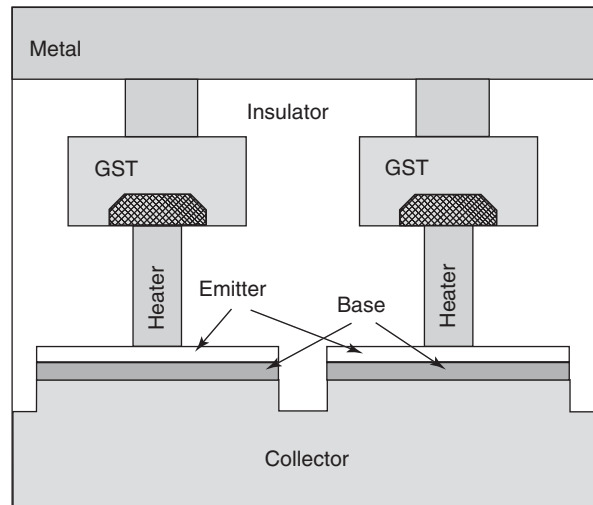 Metal
Insulator
GST
GST
Heater
Heater
Emitter
Base
Collector